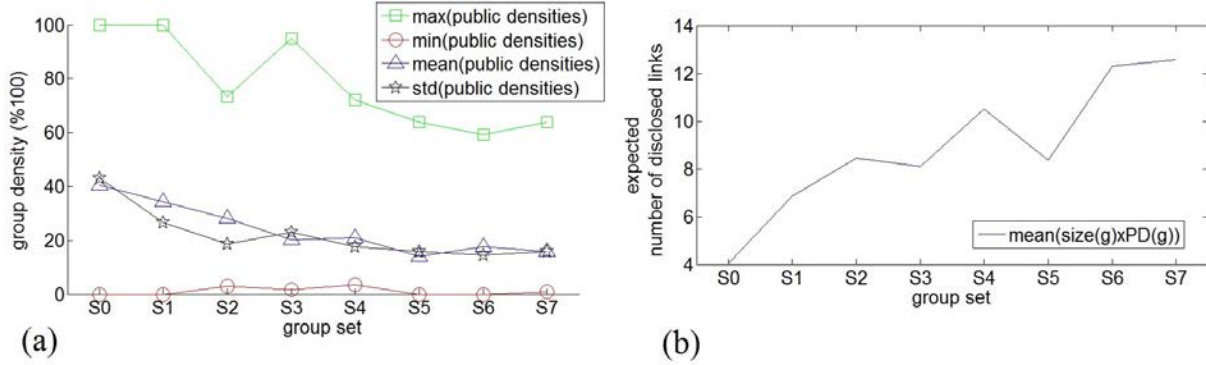 group density (%100)
100
80
60
40
20
0
max(public densities)
min(public densities)
mean(public densities)
std(public densities)
S0 S1 S2 S3 S4 S5 S6 S7
group set
(a)
expected
number of disclosed links
14
12
10
8
6
4
mean(size(g)xPD(g))
S0 S1 S2 S3 S4 S5 S6 S7
group set
(b)